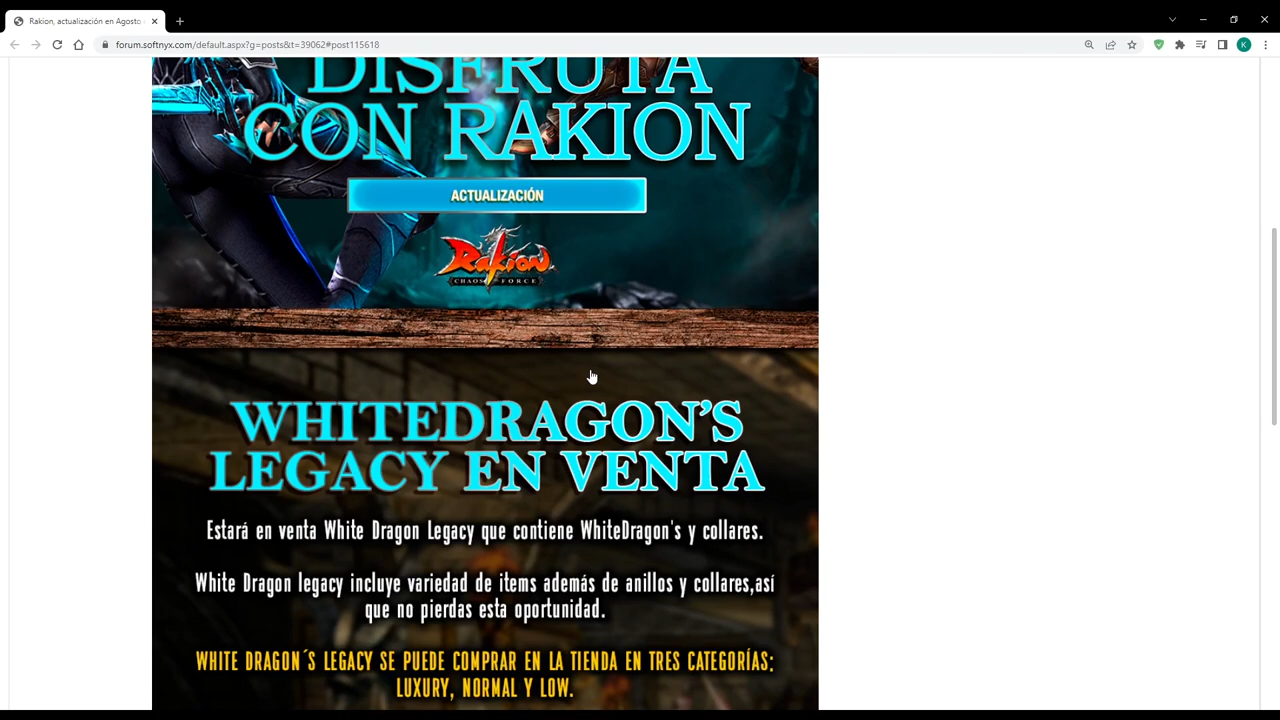 Rakion, actualización en Agosto
forum.softnyx.com/default.aspx?g=posts&t=39062#post115618
K
DISFRUTA
CON RAKION
ACTUALIZACIÓN
Rakion
CHAOS FORCE
WHITEDRAGON'S
LEGACY EN VENTA
Estará en venta White Dragon Legacy que contiene WhiteDragon's y collares.
White Dragon legacy incluye variedad de items además de anillos y collares,así
que no pierdas esta oportunidad.
WHITE DRAGON´S LEGACY SE PUEDE COMPRAR EN LA TIENDA EN TRES CATEGORÍAS:
LUXURY, NORMAL Y LOW.